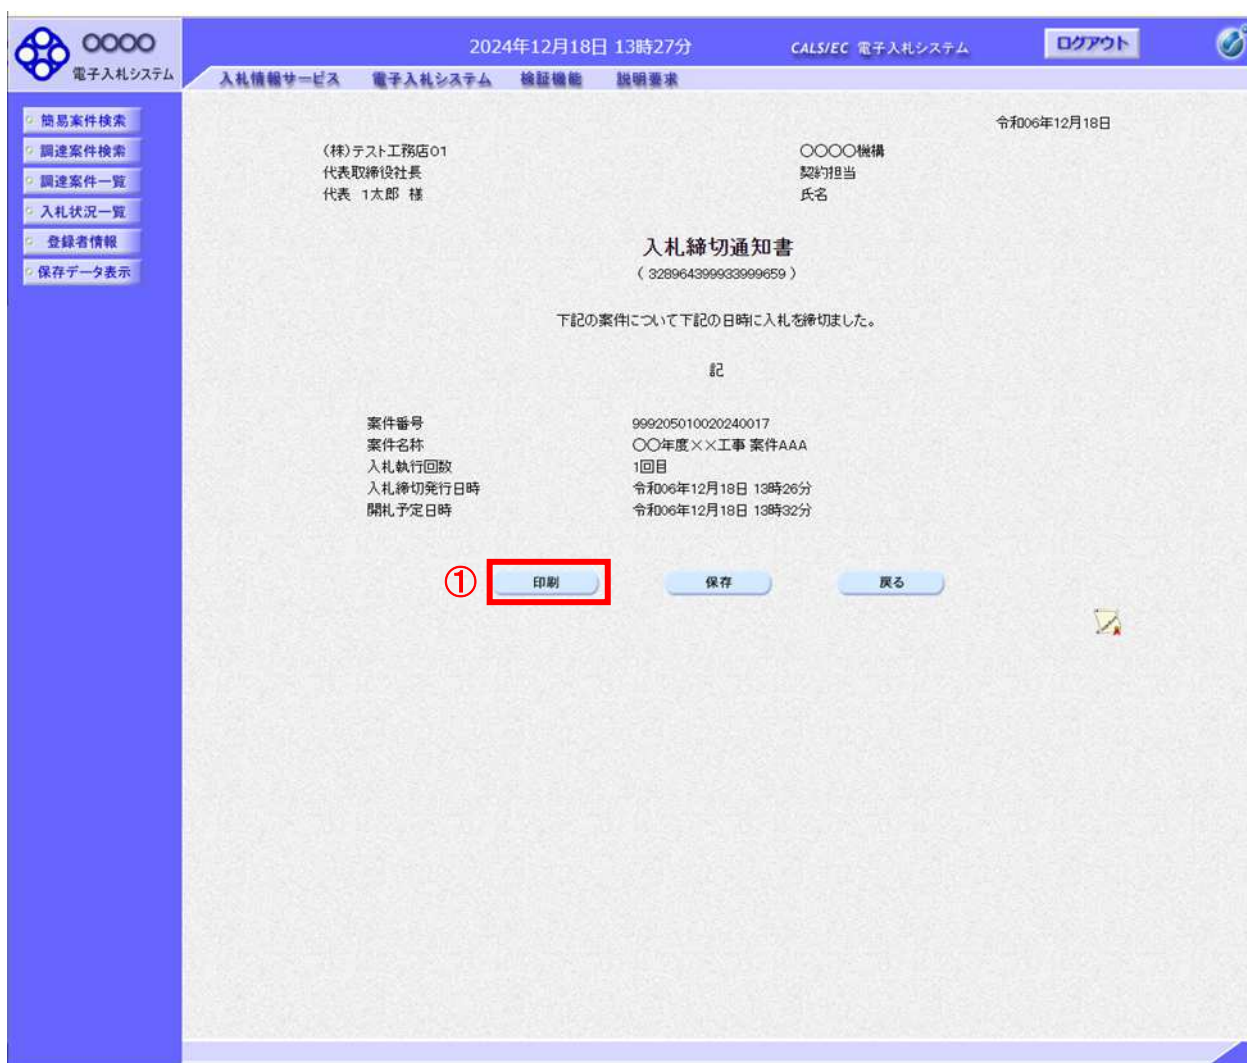 〇〇〇〇
電子入札システム
2024年12月18日 13時27分
CALS/EC 電子入札システム
ログアウト
入札情報サービス
電子入札システム
検証機能
説明要求
簡易案件検索
調達案件検索
調達案件一覧
入札状況一覧
登録者情報
保存データ表示
令和06年12月18日
(株)テスト工務店01
代表取締役社長
代表 1太郎 様
〇〇〇〇機構
契約担当
氏名
入札締切通知書
( 328964399933999659 )
下記の案件について下記の日時に入札を締切ました。
記
案件番号 999205010020240017
案件名称 〇〇年度××工事 案件AAA
入札執行回数 1回目
入札締切発行日時 令和06年12月18日 13時26分
開札予定日時 令和06年12月18日 13時32分
① 印刷 保存 戻る